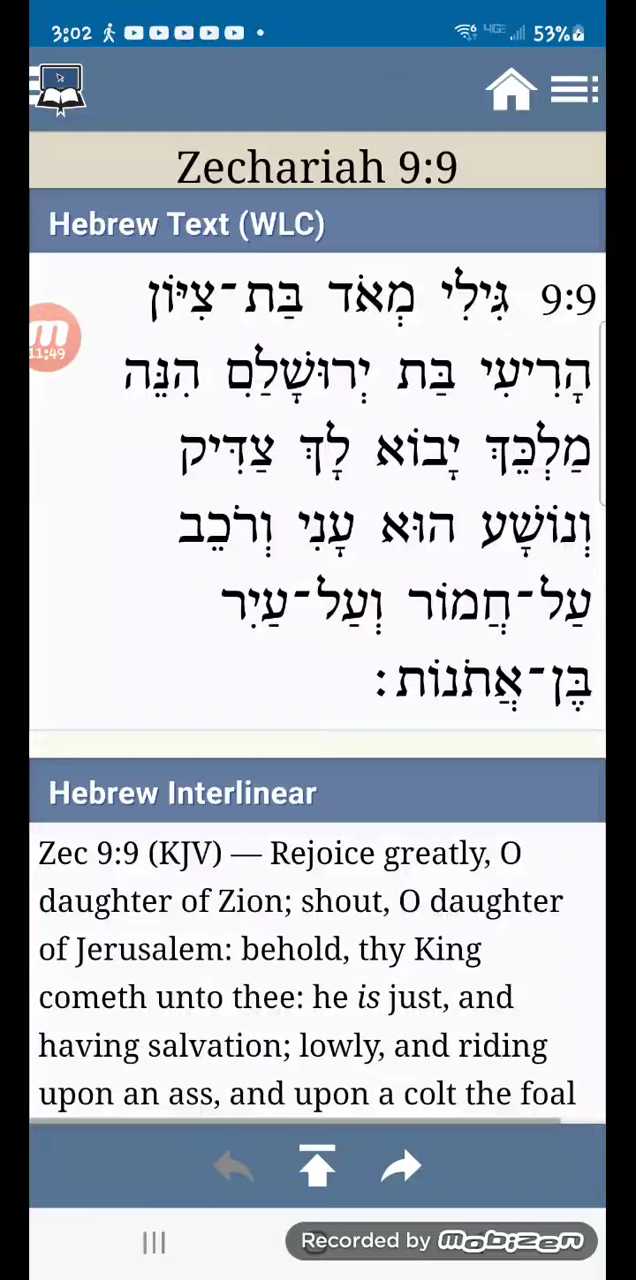 3:02
4G
53%
Zechariah 9:9
Hebrew Text (WLC)
9:9 גִּילִי מְאֹד בַּת־צִיּוֹן
הָרִיעִי בַּת יְרוּשָׁלִַם הִנֵּה
מַלְכֵּךְ יָבוֹא לָךְ צַדִּיק
וְנוֹשָׁע הוּא עָנִי וְרֹכֵב
עַל־חֲמוֹר וְעַל־עַיִר
בֶּן־אֲתֹנוֹת׃
m
11:49
Hebrew Interlinear
Zec 9:9 (KJV) — Rejoice greatly, O
daughter of Zion; shout, O daughter
of Jerusalem: behold, thy King
cometh unto thee: he is just, and
having salvation; lowly, and riding
upon an ass, and upon a colt the foal
Recorded by mobizen